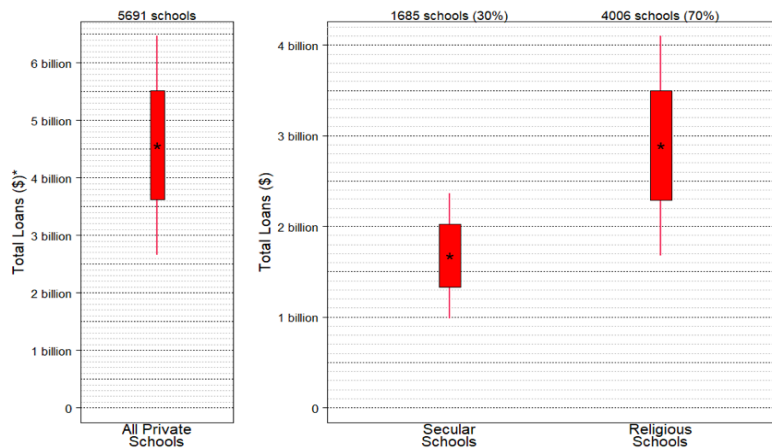 5691 schools
Total Loans ($)*
6 billion
5 billion
4 billion
3 billion
2 billion
1 billion
0
*
All Private
Schools
1685 schools (30%)
4006 schools (70%)
Total Loans ($)
4 billion
3 billion
2 billion
1 billion
0
*
*
Secular
Schools
Religious
Schools